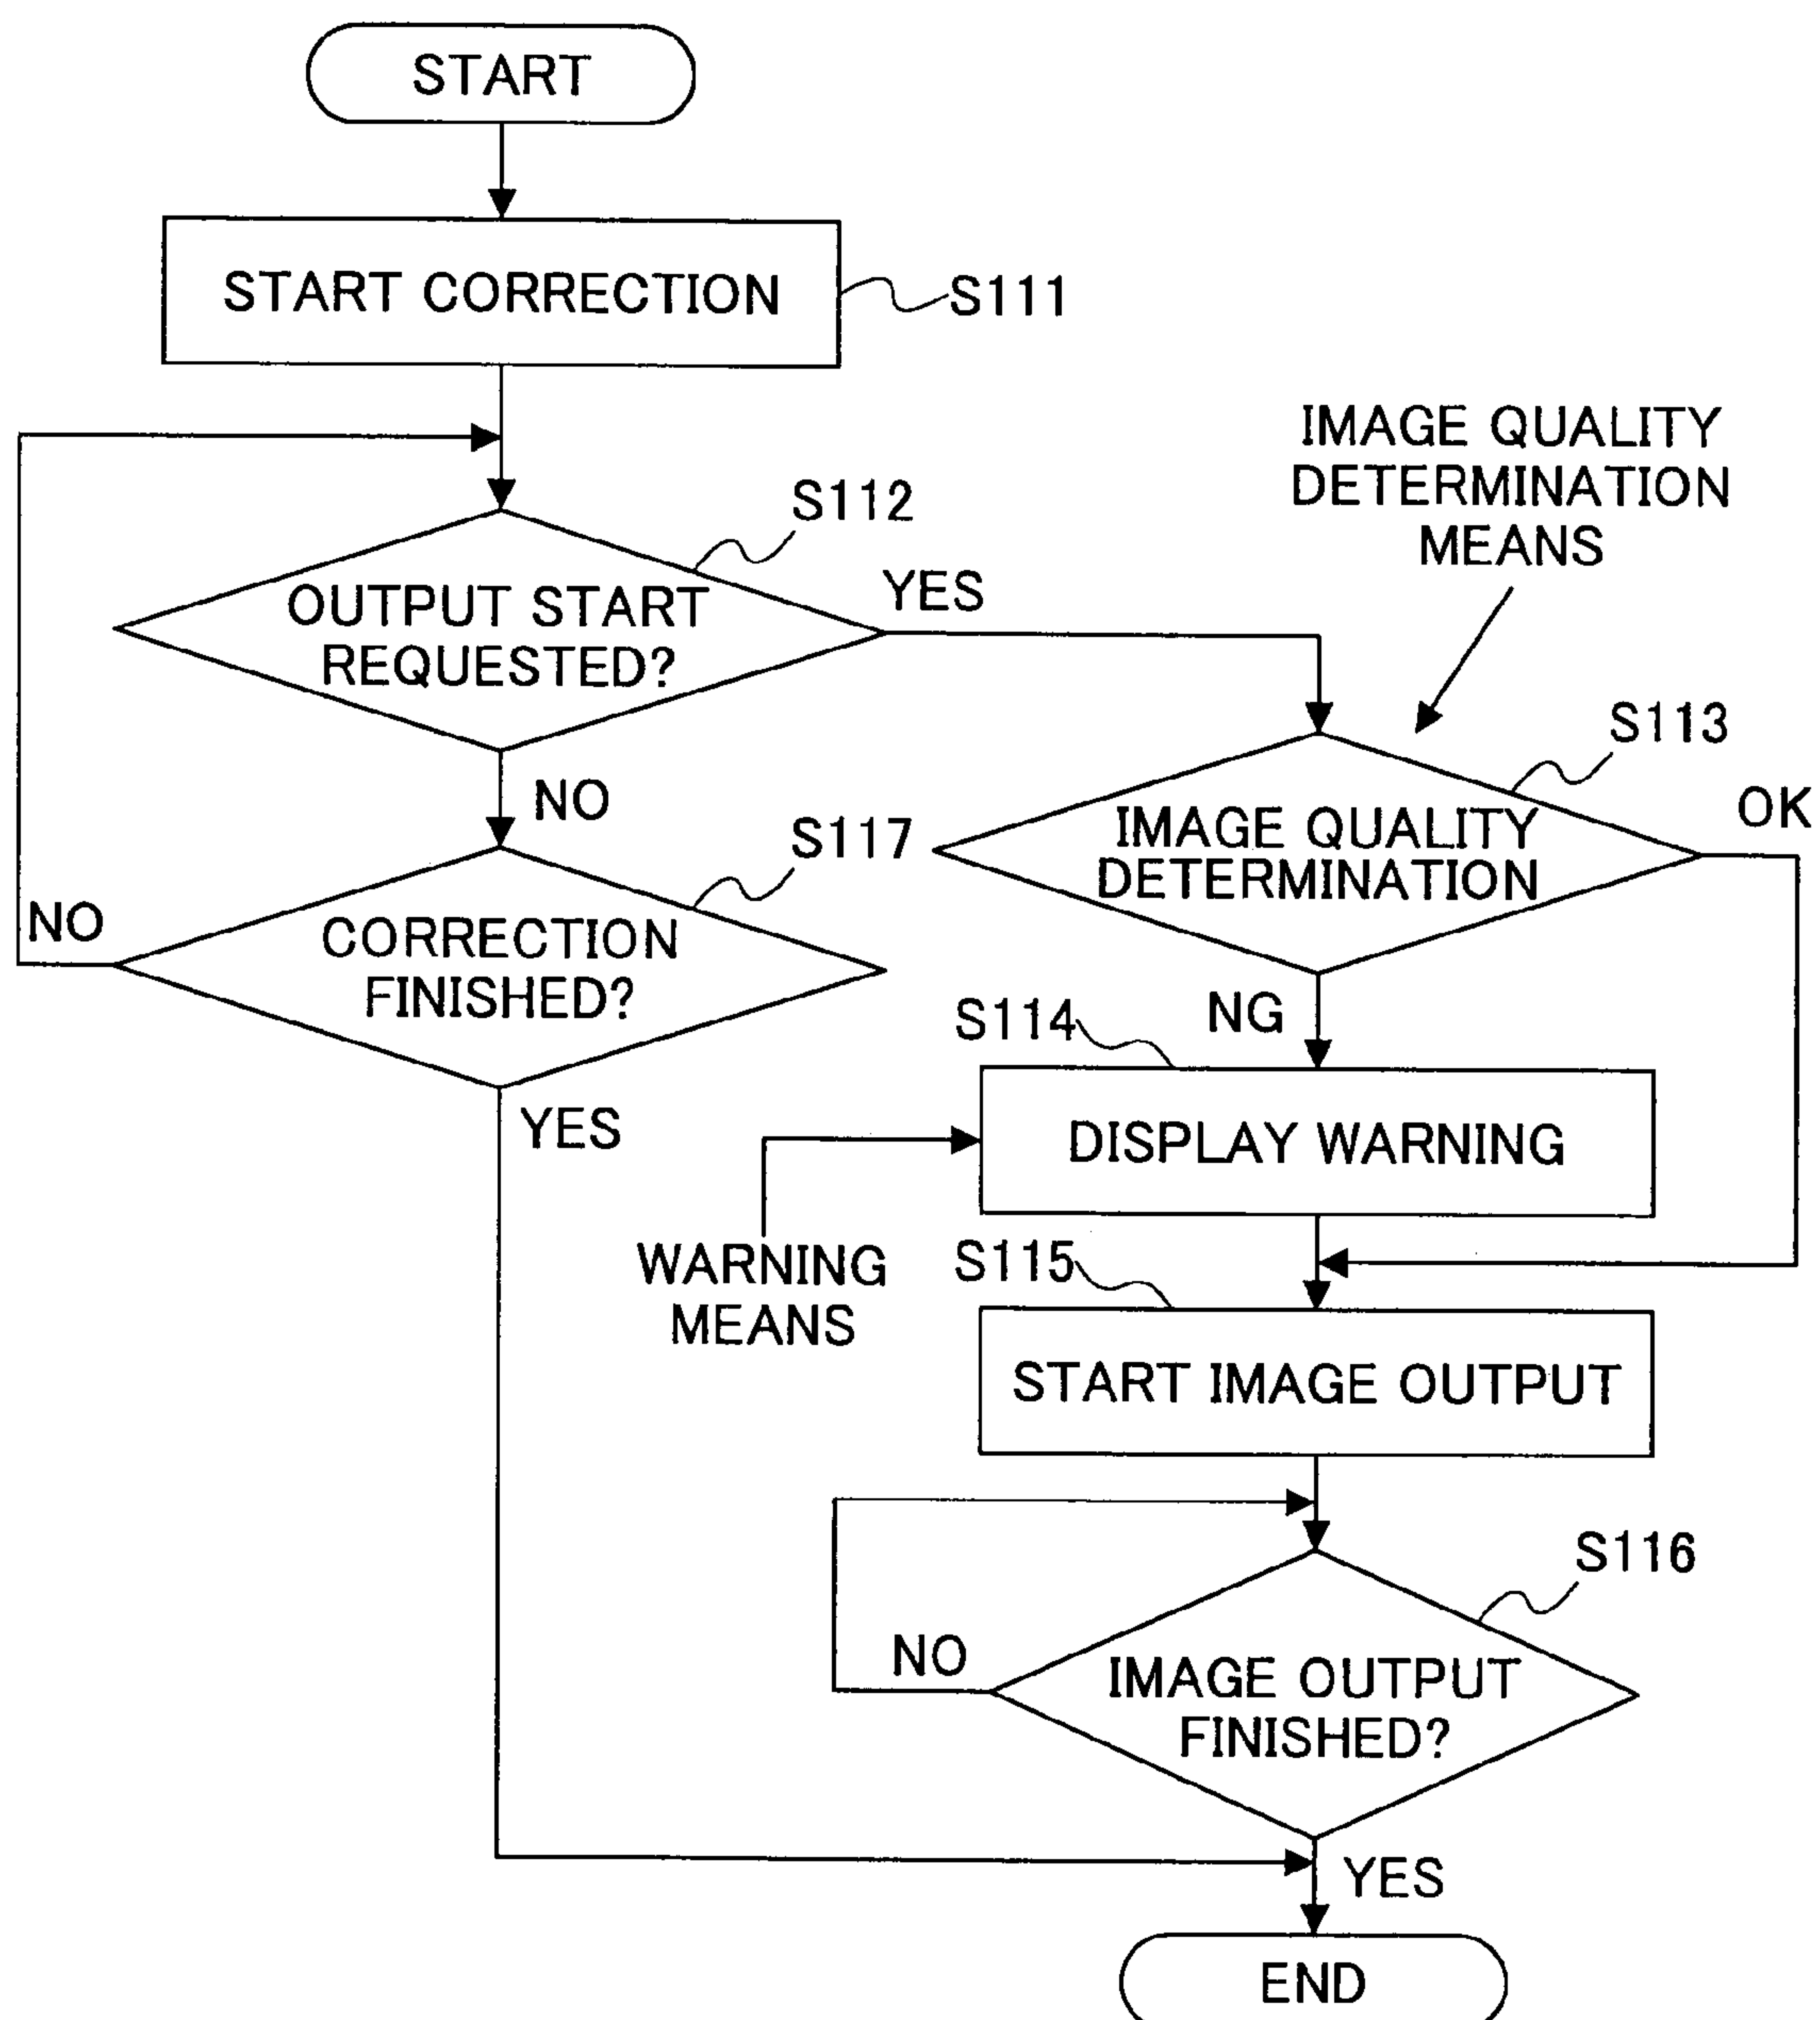 START
START CORRECTION
S111
IMAGE QUALITY
DETERMINATION
MEANS
S112
OUTPUT START
REQUESTED?
YES
NO
S113
IMAGE QUALITY
DETERMINATION
OK
S117
CORRECTION
FINISHED?
NO
YES
NG
S114
DISPLAY WARNING
WARNING
MEANS
S115
START IMAGE OUTPUT
S116
IMAGE OUTPUT
FINISHED?
NO
YES
END